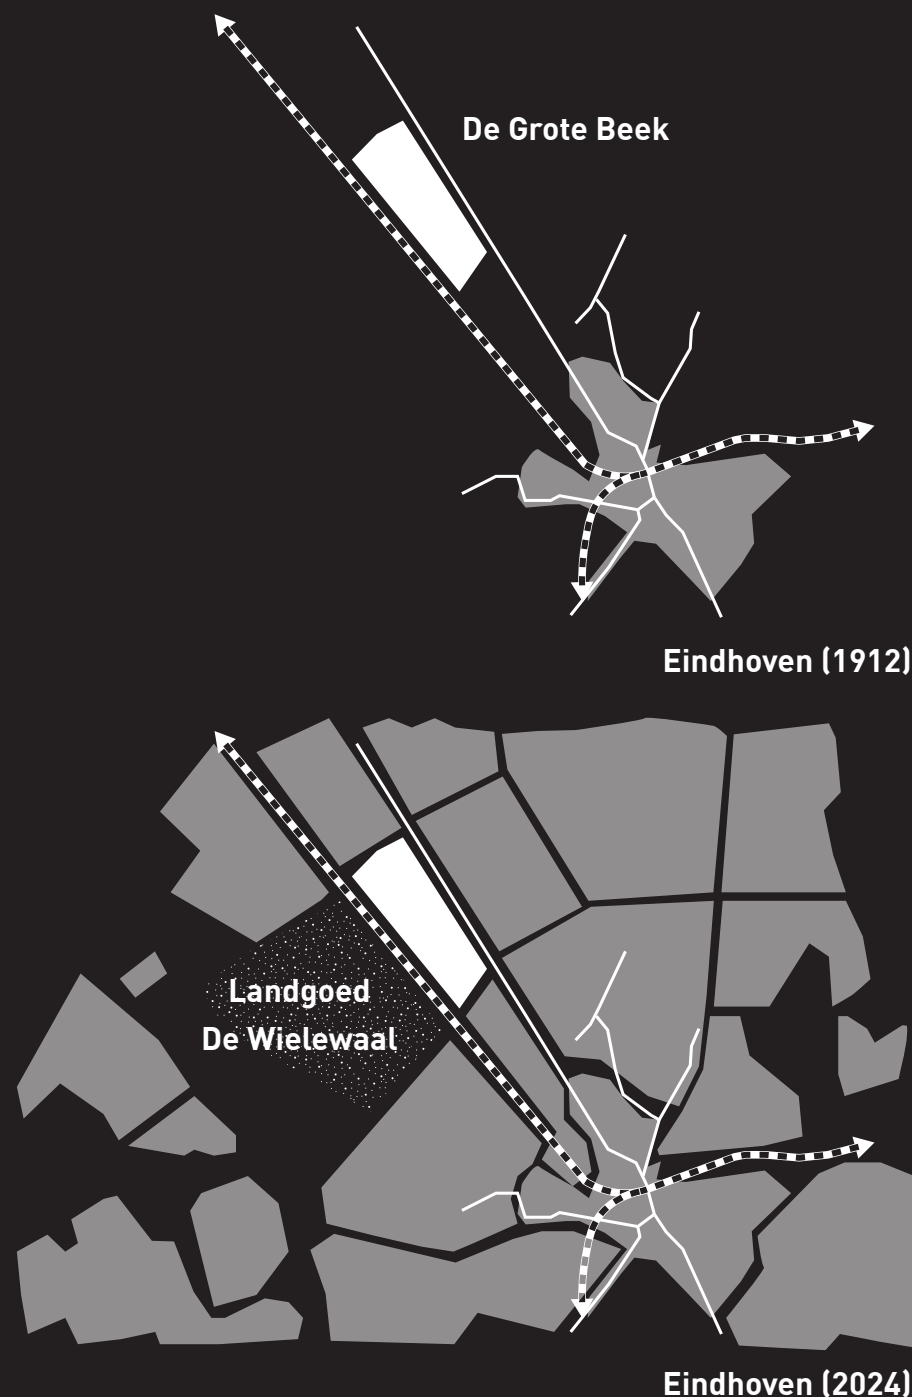 De Grote Beek
Eindhoven (1912)
Landgoed
De Wielewaal
Eindhoven (2024)